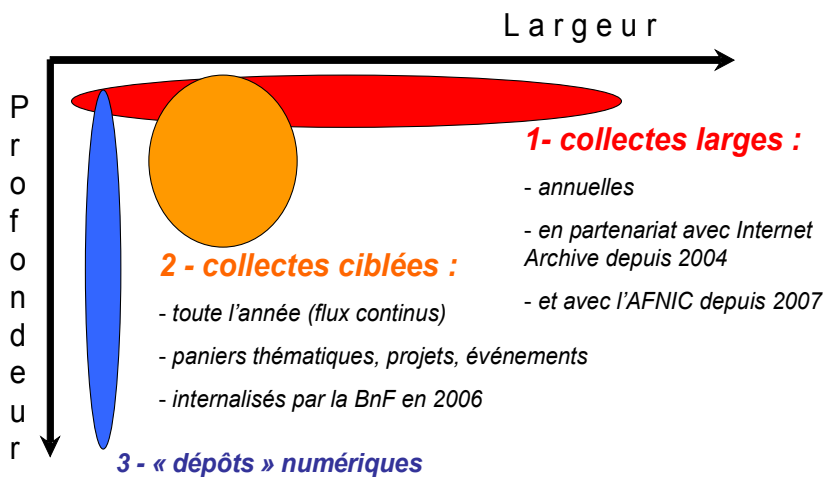 Largeur
Profondeur
1- collectes larges :
- annuelles
- en partenariat avec Internet
Archive depuis 2004
- et avec l'AFNIC depuis 2007
2 - collectes ciblées :
- toute l'année (flux continus)
- paniers thématiques, projets, événements
- internalisés par la BnF en 2006
3 - « dépôts » numériques